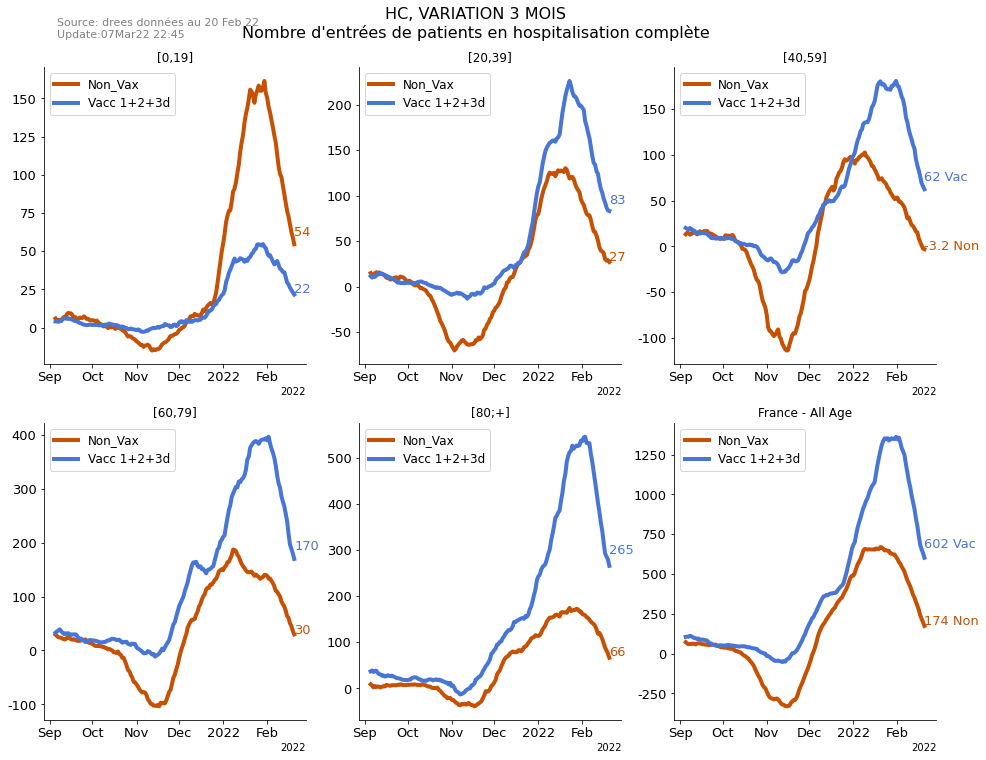 HC, VARIATION 3 MOIS
Nombre d'entrées de patients en hospitalisation complète
Source: drees données au 20 Feb 22
Update:07Mar22 22:45
[0,19]
Non_Vax
Vacc 1+2+3d
150
125
100
75
50
25
0
54
22
Sep Oct Nov Dec 2022 Feb
2022
[20,39]
Non_Vax
Vacc 1+2+3d
200
150
100
50
0
-50
83
27
Sep Oct Nov Dec 2022 Feb
2022
[40,59]
Non_Vax
Vacc 1+2+3d
150
100
50
0
-50
-100
62 Vac
-3.2 Non
Sep Oct Nov Dec 2022 Feb
2022
[60,79]
Non_Vax
Vacc 1+2+3d
400
300
200
100
0
-100
170
30
Sep Oct Nov Dec 2022 Feb
2022
[80;+]
Non_Vax
Vacc 1+2+3d
500
400
300
200
100
0
265
66
Sep Oct Nov Dec 2022 Feb
2022
France - All Age
Non_Vax
Vacc 1+2+3d
1250
1000
750
500
250
0
-250
602 Vac
174 Non
Sep Oct Nov Dec 2022 Feb
2022